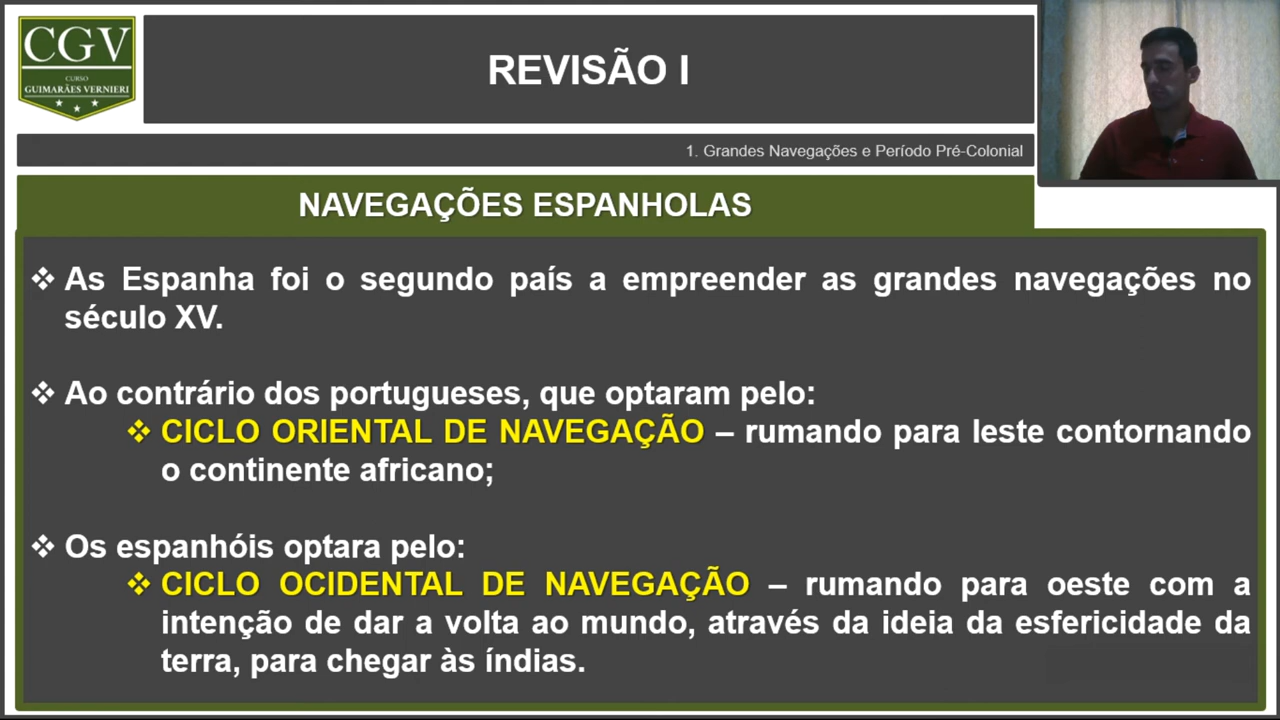 CGV
CURSO
GUIMARÃES VERNIERI
REVISÃO I
1. Grandes Navegações e Período Pré-Colonial
NAVEGAÇÕES ESPANHOLAS
❖ As Espanha foi o segundo país a empreender as grandes navegações no
século XV.
❖ Ao contrário dos portugueses, que optaram pelo:
❖ CICLO ORIENTAL DE NAVEGAÇÃO – rumando para leste contornando
o continente africano;
❖ Os espanhóis optara pelo:
❖ CICLO OCIDENTAL DE NAVEGAÇÃO – rumando para oeste com a
intenção de dar a volta ao mundo, através da ideia da esfericidade da
terra, para chegar às índias.